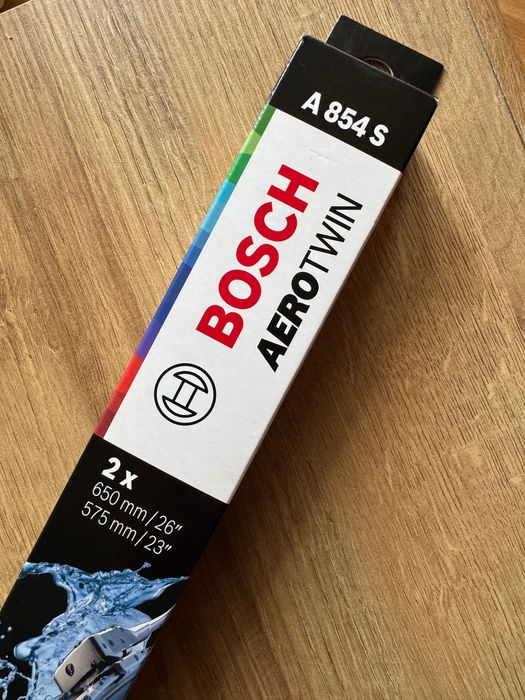 A 854 S
BOSCH
AEROTWIN
2 x
650 mm/26"
575 mm/23"